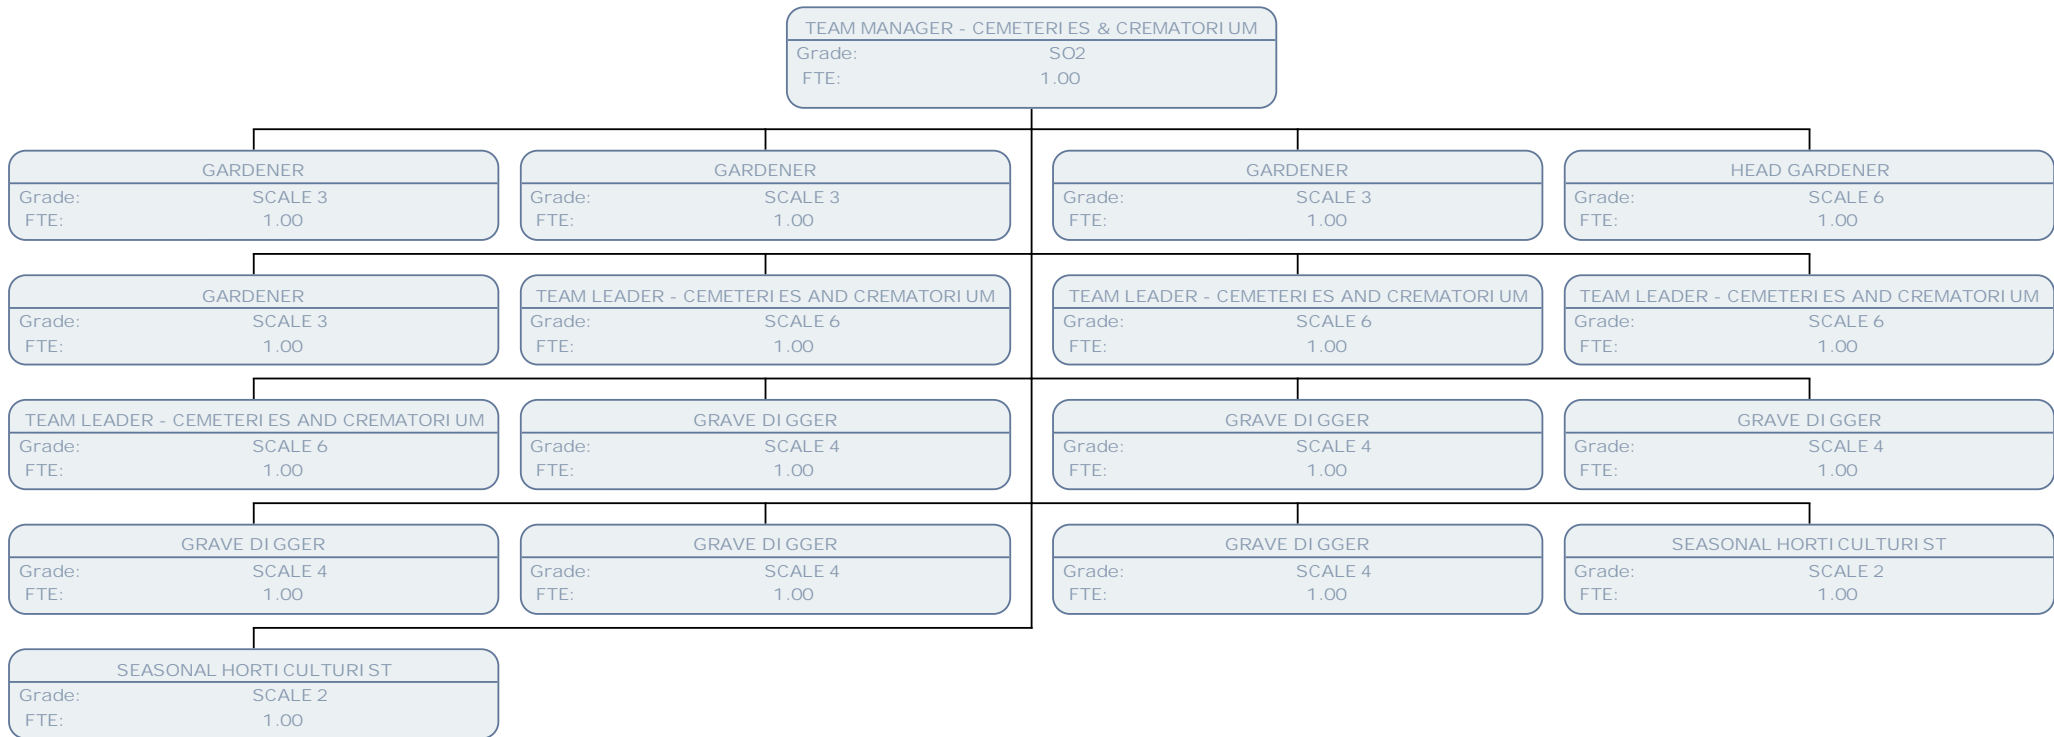 TEAM MANAGER - CEMETERIES & CREMATORIUM
Grade: SO2
FTE: 1.00
GARDENER
Grade: SCALE 3
FTE: 1.00
GARDENER
Grade: SCALE 3
FTE: 1.00
GARDENER
Grade: SCALE 3
FTE: 1.00
HEAD GARDENER
Grade: SCALE 6
FTE: 1.00
GARDENER
Grade: SCALE 3
FTE: 1.00
TEAM LEADER - CEMETERIES AND CREMATORIUM
Grade: SCALE 6
FTE: 1.00
TEAM LEADER - CEMETERIES AND CREMATORIUM
Grade: SCALE 6
FTE: 1.00
TEAM LEADER - CEMETERIES AND CREMATORIUM
Grade: SCALE 6
FTE: 1.00
TEAM LEADER - CEMETERIES AND CREMATORIUM
Grade: SCALE 6
FTE: 1.00
GRAVE DIGGER
Grade: SCALE 4
FTE: 1.00
GRAVE DIGGER
Grade: SCALE 4
FTE: 1.00
GRAVE DIGGER
Grade: SCALE 4
FTE: 1.00
GRAVE DIGGER
Grade: SCALE 4
FTE: 1.00
GRAVE DIGGER
Grade: SCALE 4
FTE: 1.00
GRAVE DIGGER
Grade: SCALE 4
FTE: 1.00
SEASONAL HORTICULTURIST
Grade: SCALE 2
FTE: 1.00
SEASONAL HORTICULTURIST
Grade: SCALE 2
FTE: 1.00